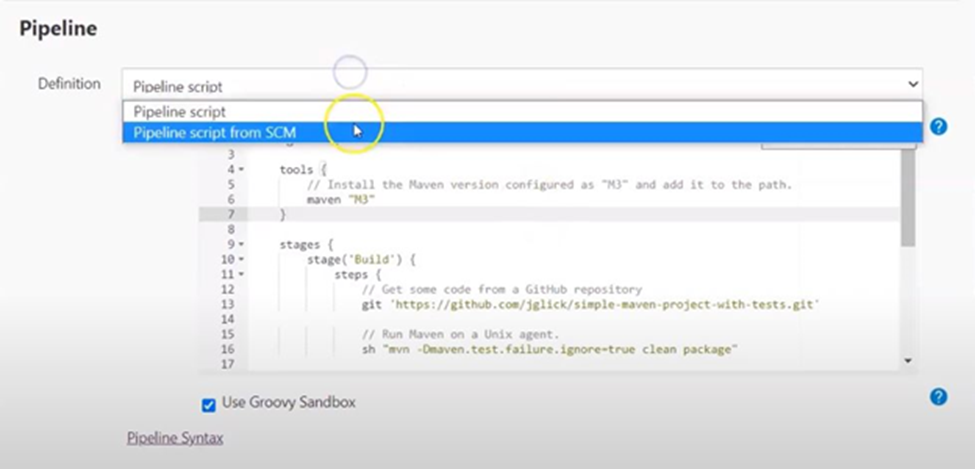 Pipeline
Definition
Pipeline script
Pipeline script
Pipeline script from SCM
3
4 tools {
5 // Install the Maven version configured as "M3" and add it to the path.
6 maven "M3"
7 }
8
9 stages {
10 stage('Build') {
11 steps {
12 // Get some code from a GitHub repository
13 git 'https://github.com/jglick/simple-maven-project-with-tests.git'
14
15 // Run Maven on a Unix agent.
16 sh "mvn -Dmaven.test.failure.ignore=true clean package"
17
Use Groovy Sandbox
Pipeline Syntax